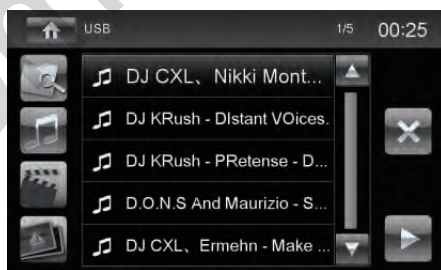 USB 1/5 00:25
DJ CXL、Nikki Mont...
DJ KRush - DIstant VOices.
DJ KRush - PRetense - D...
D.O.N.S And Maurizio - S...
DJ CXL、Ermehn - Make ...